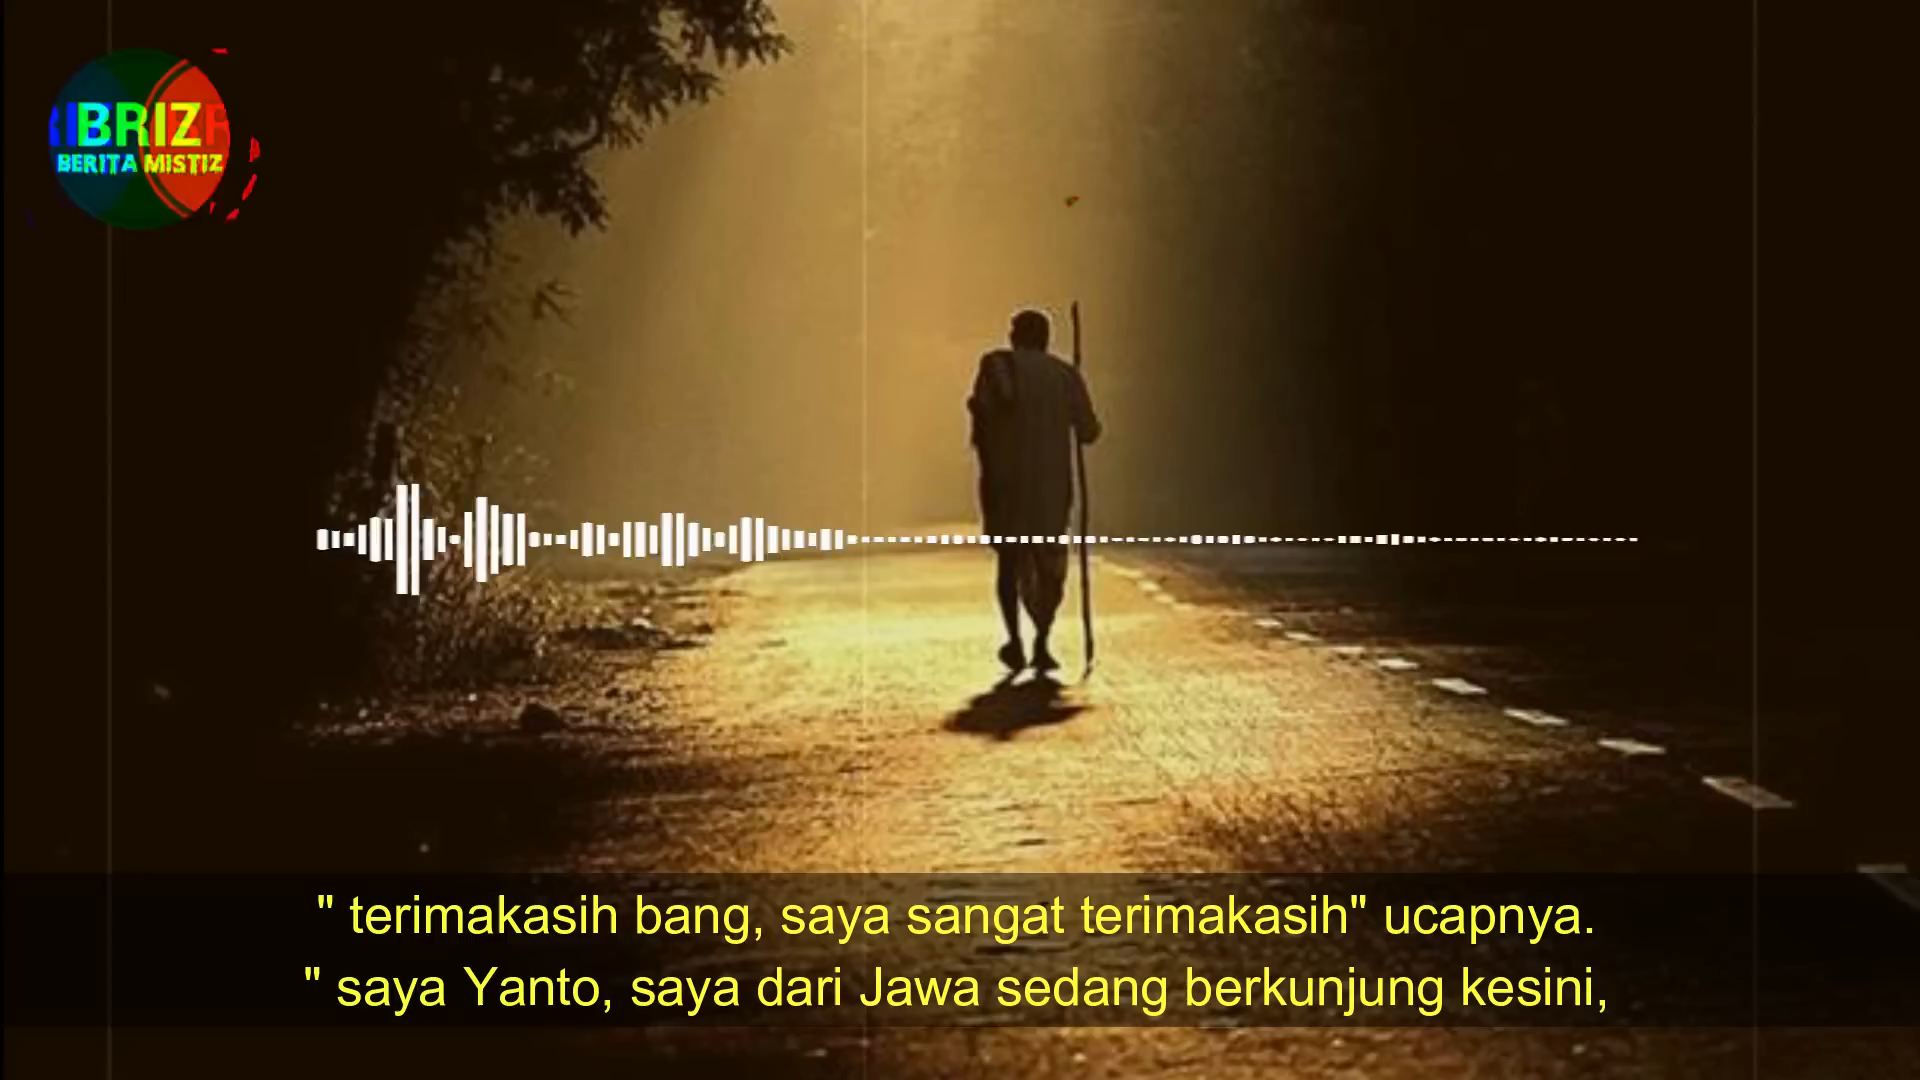 BRIZ
BERITA MISTIZ
" terimakasih bang, saya sangat terimakasih" ucapnya.
" saya Yanto, saya dari Jawa sedang berkunjung kesini,